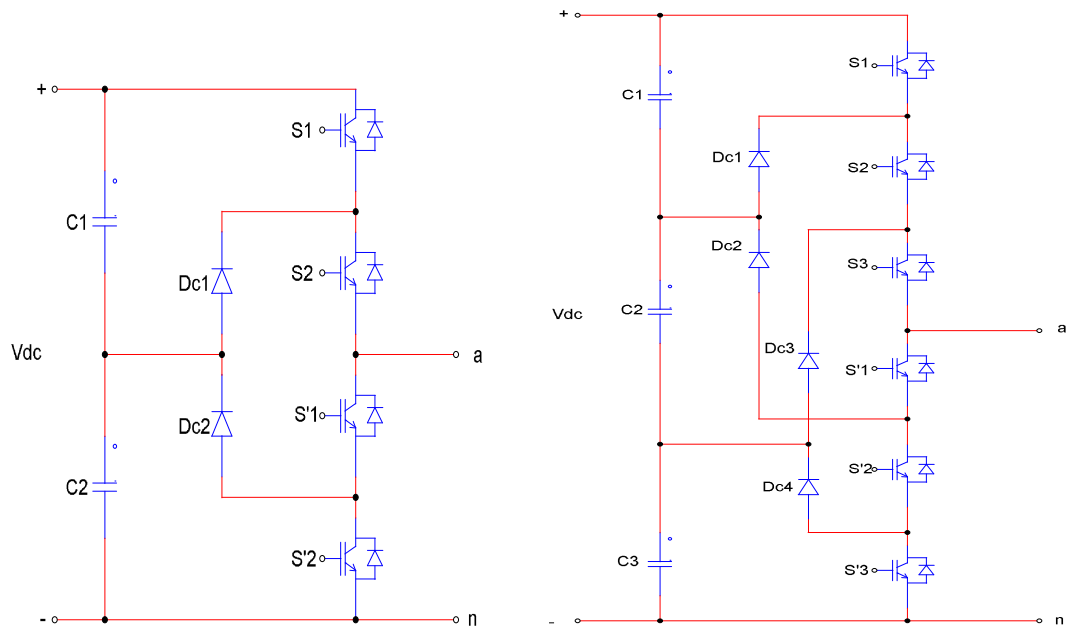 +
S1
C1
S2
Dc1
Vdc
a
S'1
Dc2
C2
S'2
-
n
+
S1
C1
Dc1
S2
Dc2
S3
C2
Vdc
a
Dc3
S'1
S'2
Dc4
C3
S'3
-
n